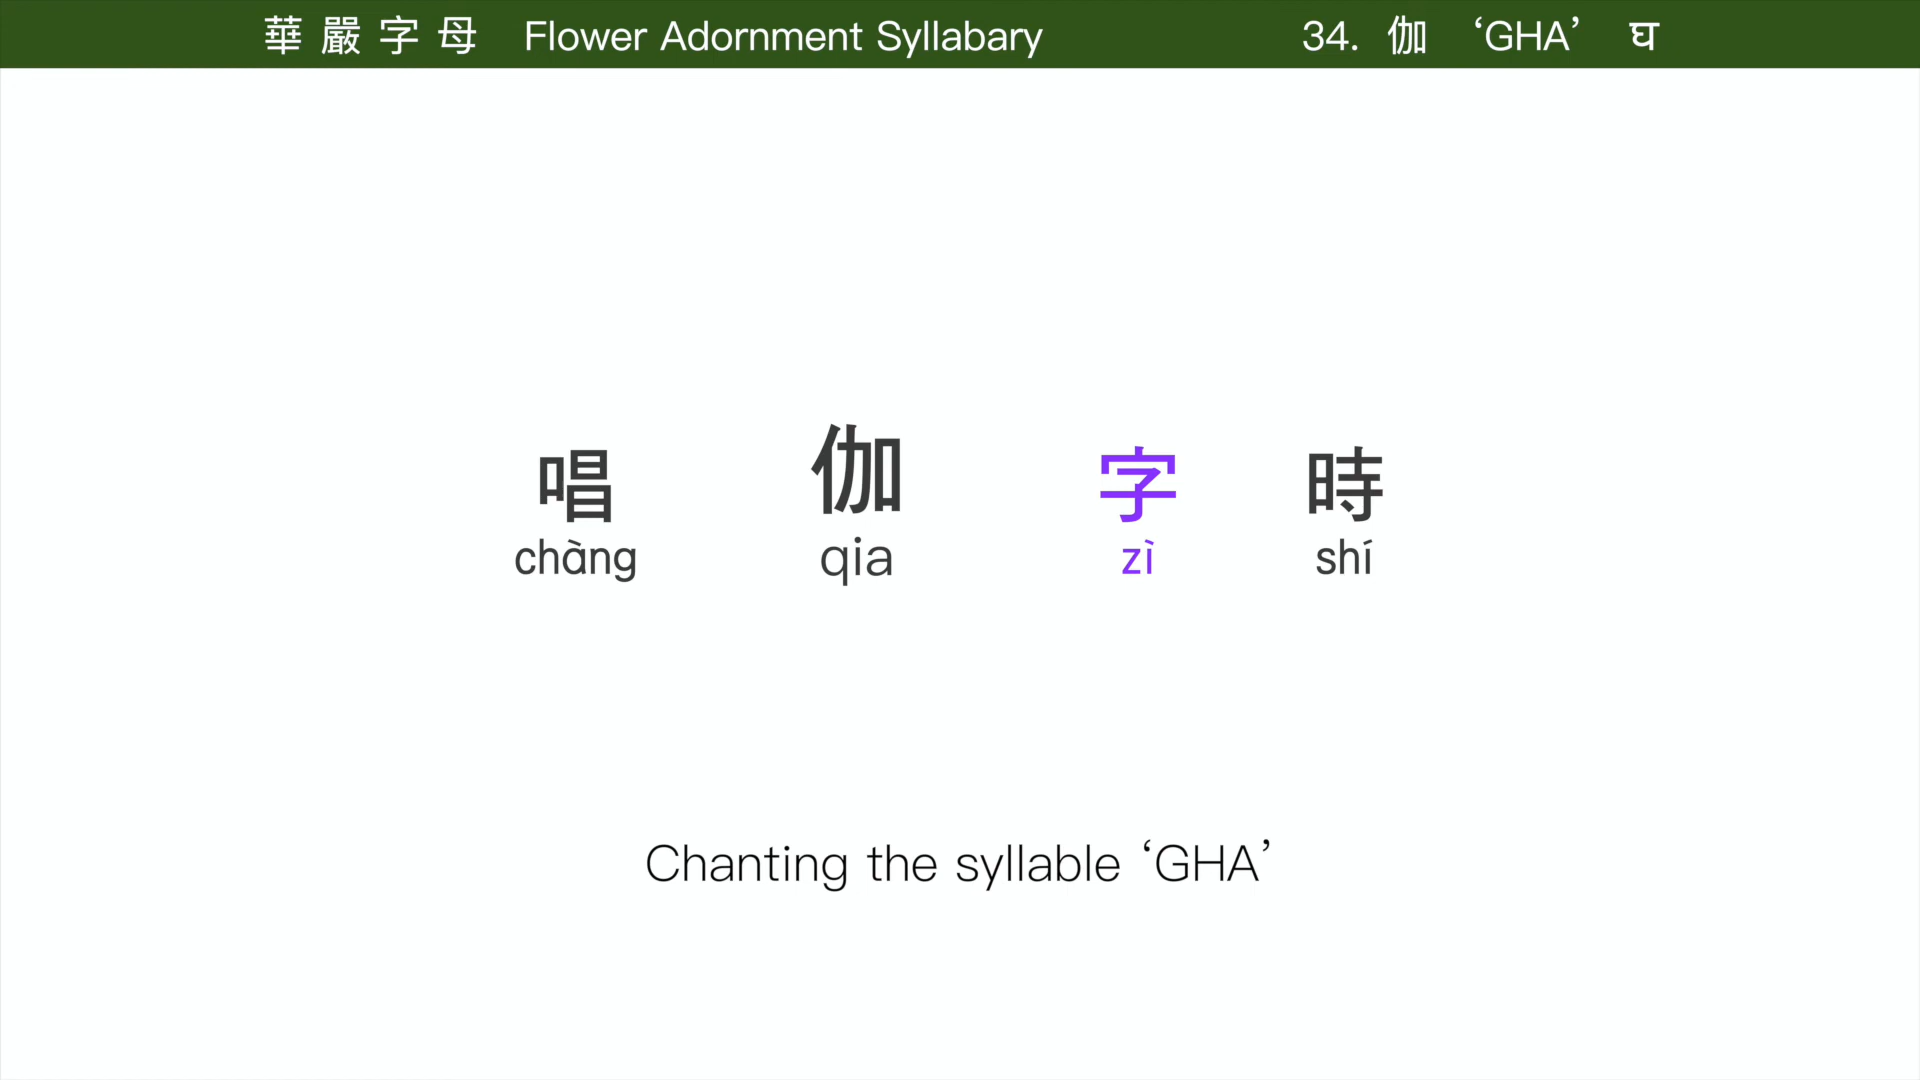 華嚴字母 Flower Adornment Syllabary 34. 伽 ‘GHA’ घ
唱 伽 字 時
chàng qia zì shí
Chanting the syllable ‘GHA’